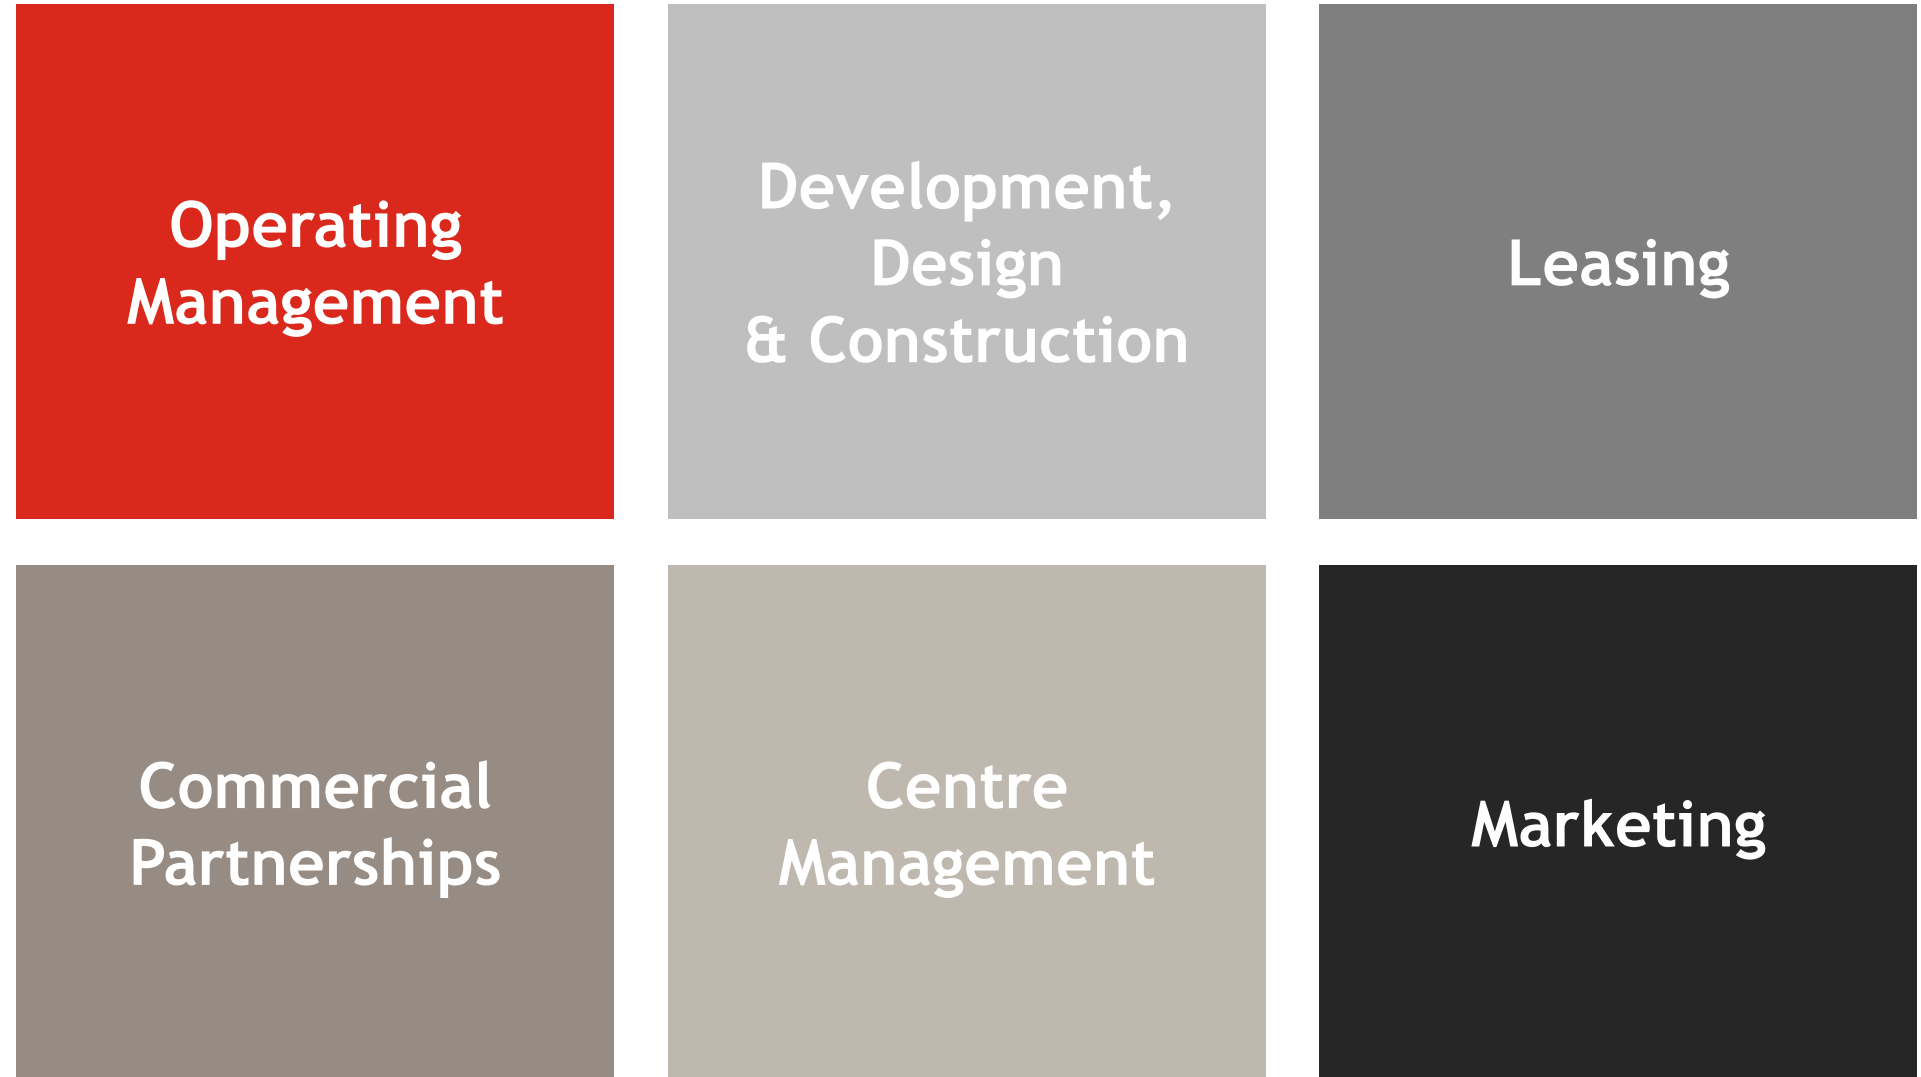 Operating
Management
Development,
Design
& Construction
Leasing
Commercial
Partnerships
Centre
Management
Marketing